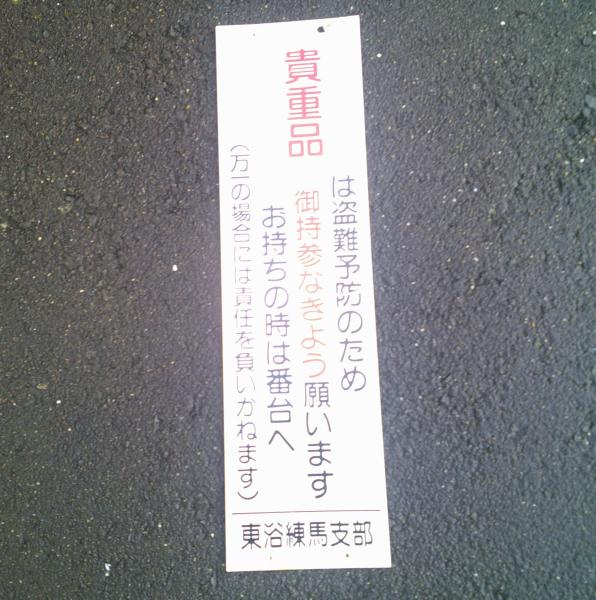 貴重品
は盗難予防のため
御持参なきよう願います
お持ちの時は番台へ
(万一の場合には責任を負いかねます)
東浴練馬支部